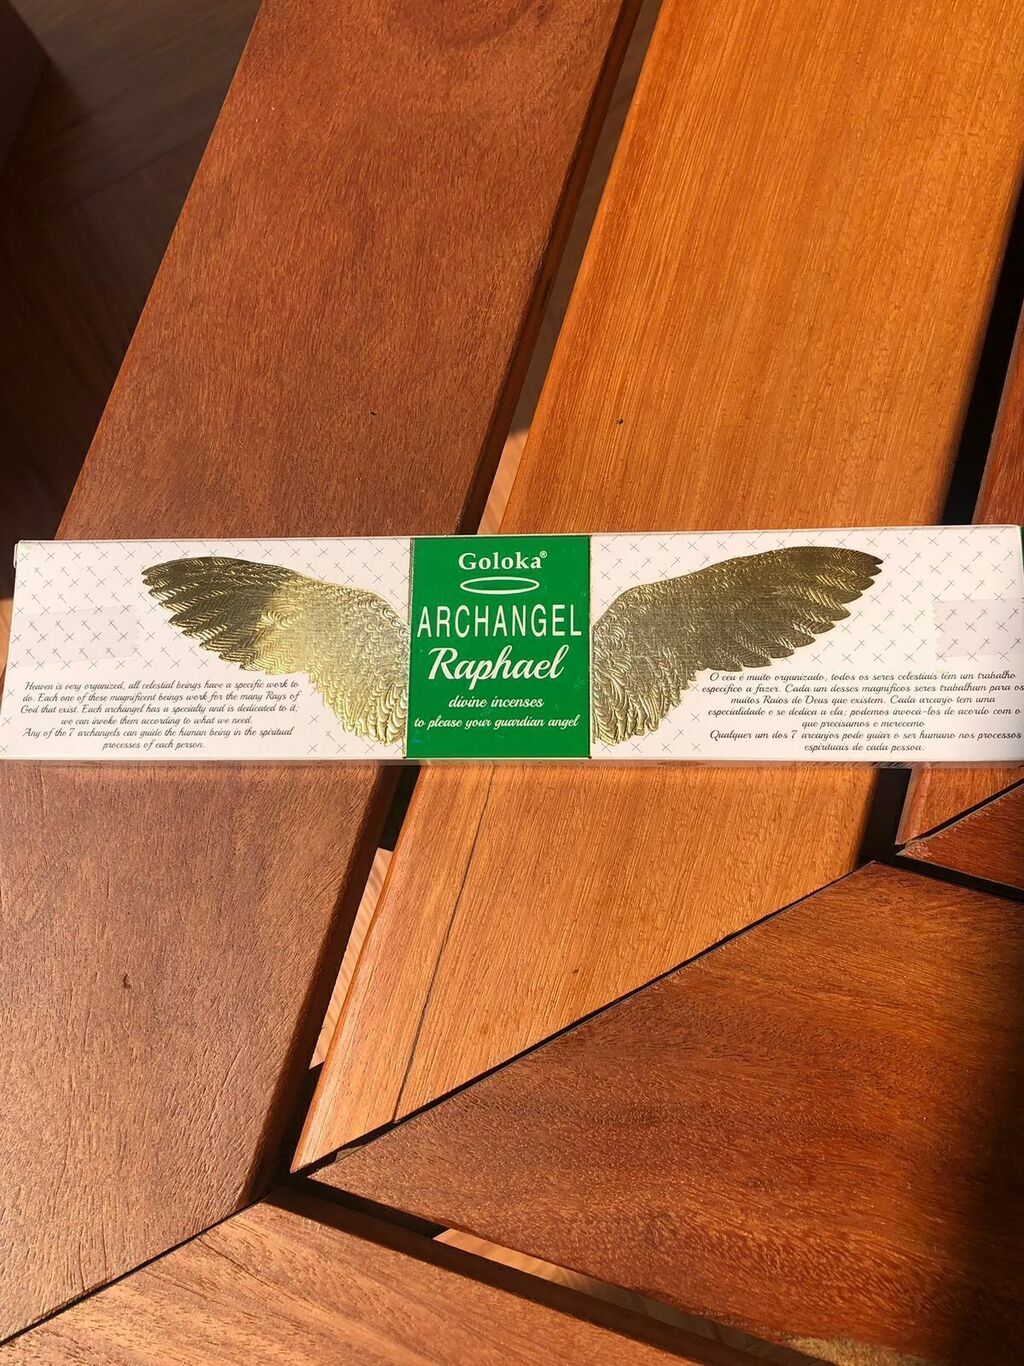 Goloka®
ARCHANGEL
Raphael
divine incenses
to please your guardian angel
Heaven is very organized, all celestial beings have a specific work to
do. Each one of these magnificent beings work for the many Rays of
God that exist. Each archangel has a specialty and is dedicated to it;
we can invoke them according to what we need.
Any of the 7 archangels can guide the human being in the spiritual
processes of each person.
O céu é muito organizado, todos os seres celestiais têm um trabalho
específico a fazer. Cada um desses magníficos seres trabalham para os
muitos Raios de Deus que existem. Cada arcanjo tem uma
especialidade e se dedica a ela; podemos invocá-los de acordo com o
que precisamos e merecemo
Qualquer um dos 7 arcanjos pode guiar o ser humano nos processos
espirituais de cada pessoa.